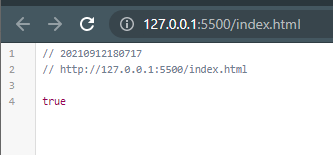 127.0.0.1:5500/index.html
1 // 20210912180717
2 // http://127.0.0.1:5500/index.html
3
4 true